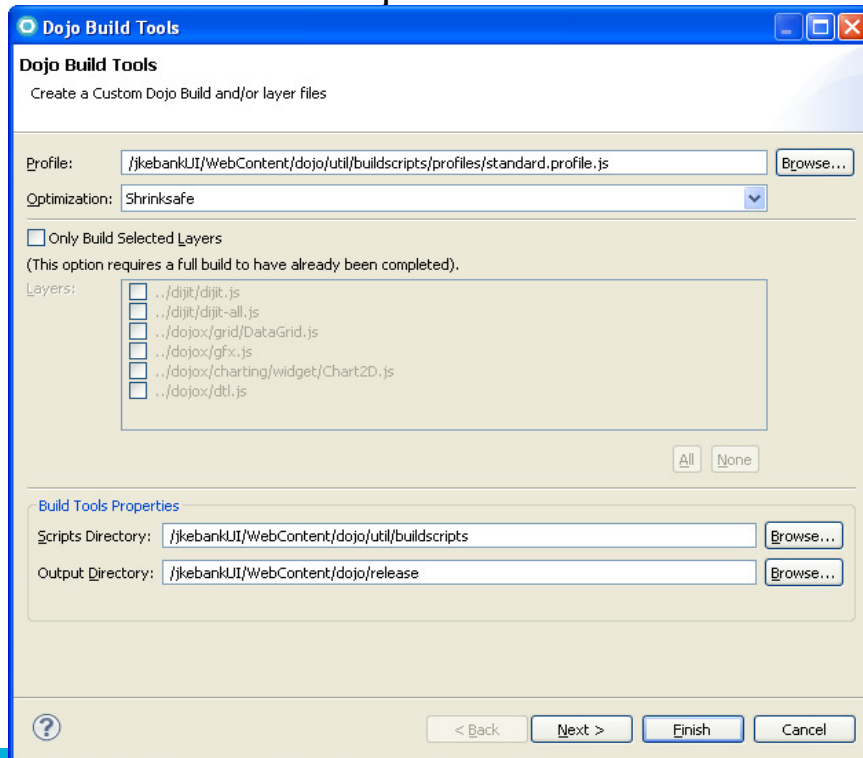 Dojo Build Tools
Dojo Build Tools
Create a Custom Dojo Build and/or layer files
Profile: /jkebankUI/WebContent/dojo/util/buildscripts/profiles/standard.profile.js Browse...
Optimization: Shrinksafe
Only Build Selected Layers
(This option requires a full build to have already been completed).
Layers: ../dijit/dijit.js
../dijit/dijit-all.js
../dojox/grid/DataGrid.js
../dojox/gfx.js
../dojox/charting/widget/Chart2D.js
../dojox/dtl.js
All None
Build Tools Properties
Scripts Directory: /jkebankUI/WebContent/dojo/util/buildscripts Browse...
Output Directory: /jkebankUI/WebContent/dojo/release Browse...
? < Back Next > Finish Cancel